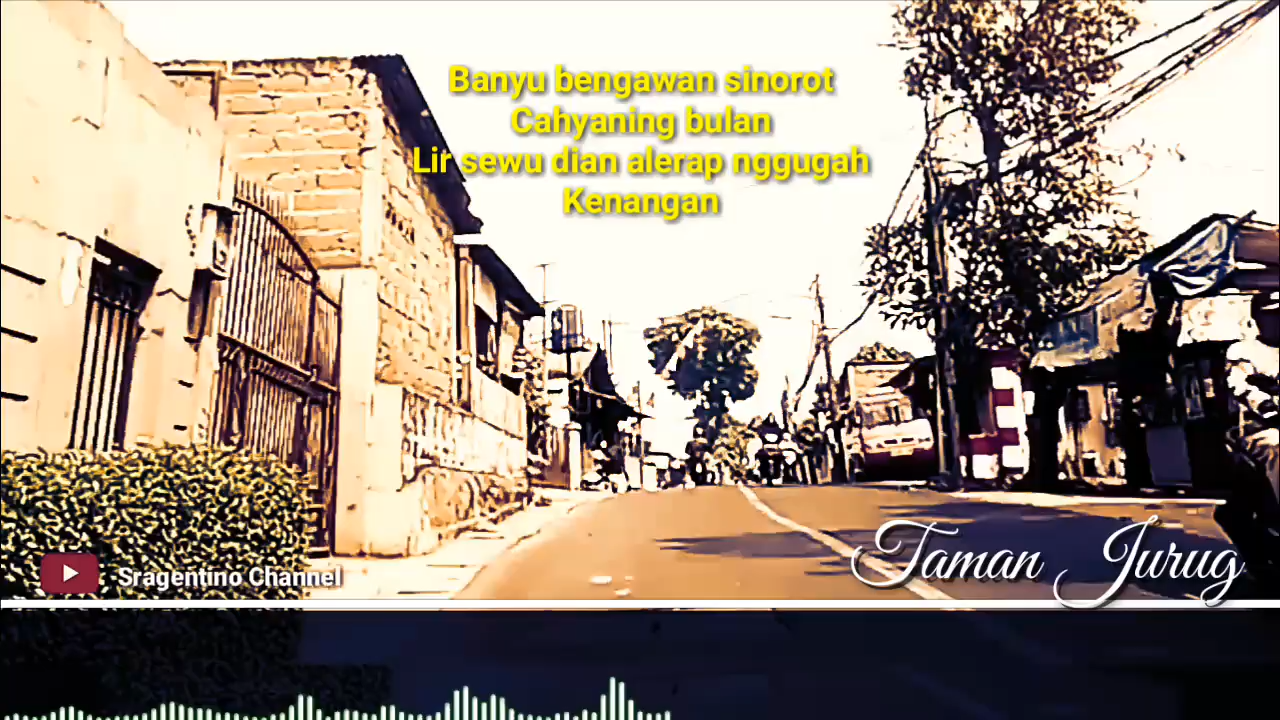 Banyu bengawan sinorot
Cahyaning bulan
Lir sewu dian alerap nggugah
Kenangan
Taman Jurug
Sragentino Channel